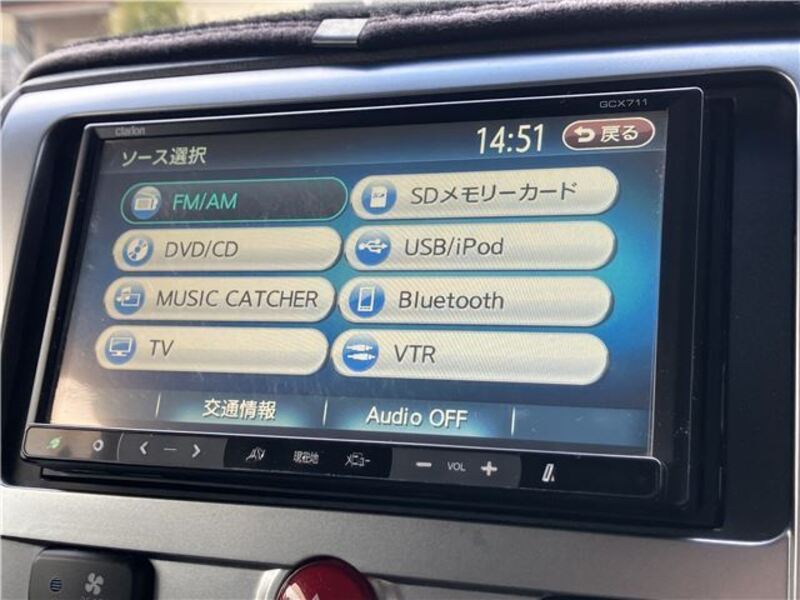 GCX711
clarion
ソース選択
14:51
戻る
FM/AM
SDメモリーカード
DVD/CD
USB/iPod
MUSIC CATCHER
Bluetooth
TV
VTR
交通情報
Audio OFF
現在地
メニュー
VOL